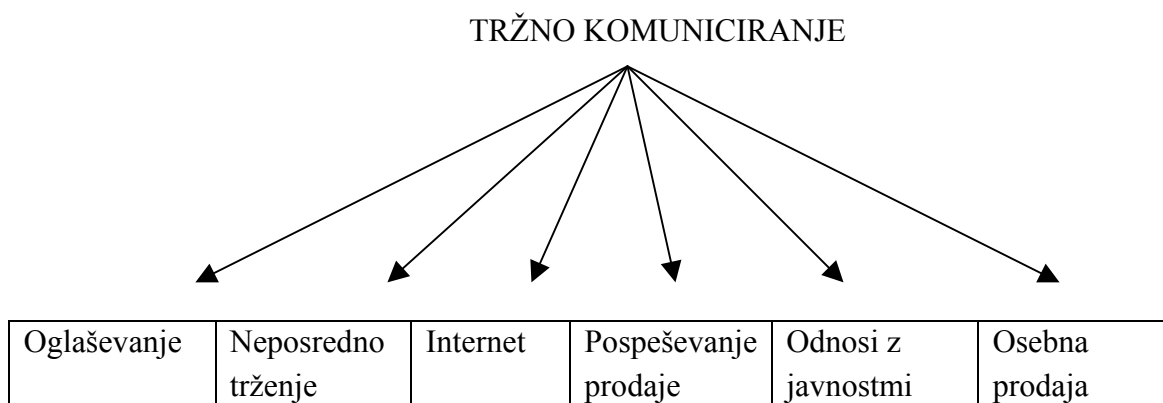 TRŽNO KOMUNICIRANJE
Oglaševanje
Neposredno
trženje
Internet
Pospeševanje
prodaje
Odnosi z
javnostmi
Osebna
prodaja